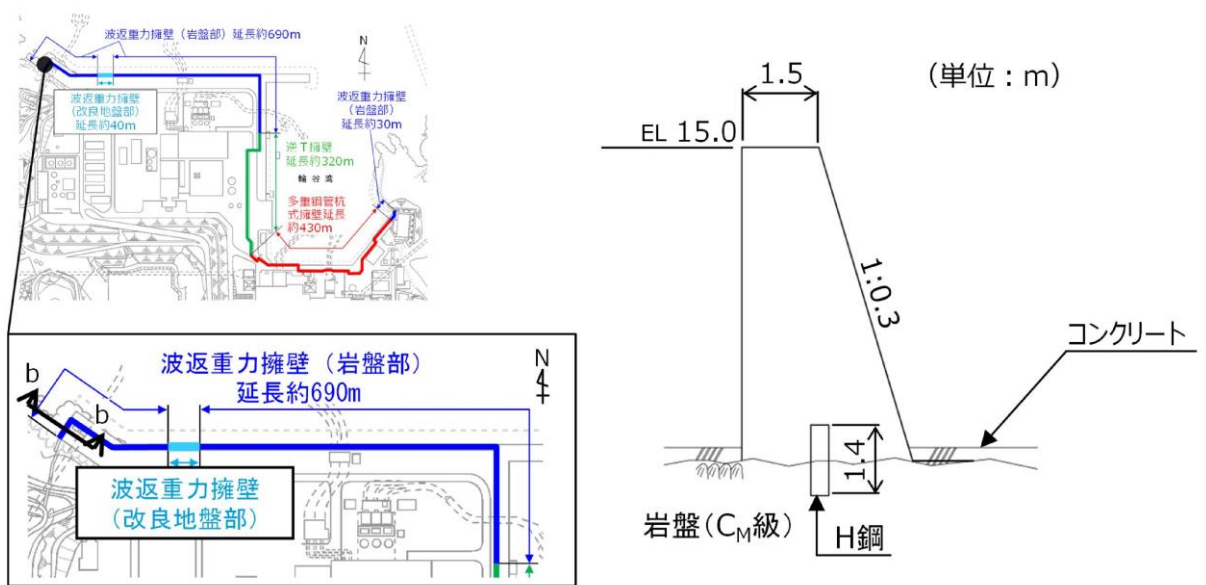 波返重力擁壁（岩盤部）延長約690m
N
波返重力擁壁
（改良地盤部）
延長約40m
波返重力擁壁
（岩盤部）
延長約30m
逆T擁壁
延長約320m
輪谷湾
多重鋼管杭
式擁壁延長
約430m
波返重力擁壁（岩盤部）
延長約690m
N
b
b
波返重力擁壁
（改良地盤部）
1.5
（単位：m）
EL 15.0
1:0.3
コンクリート
1.4
岩盤（CM級）
H鋼